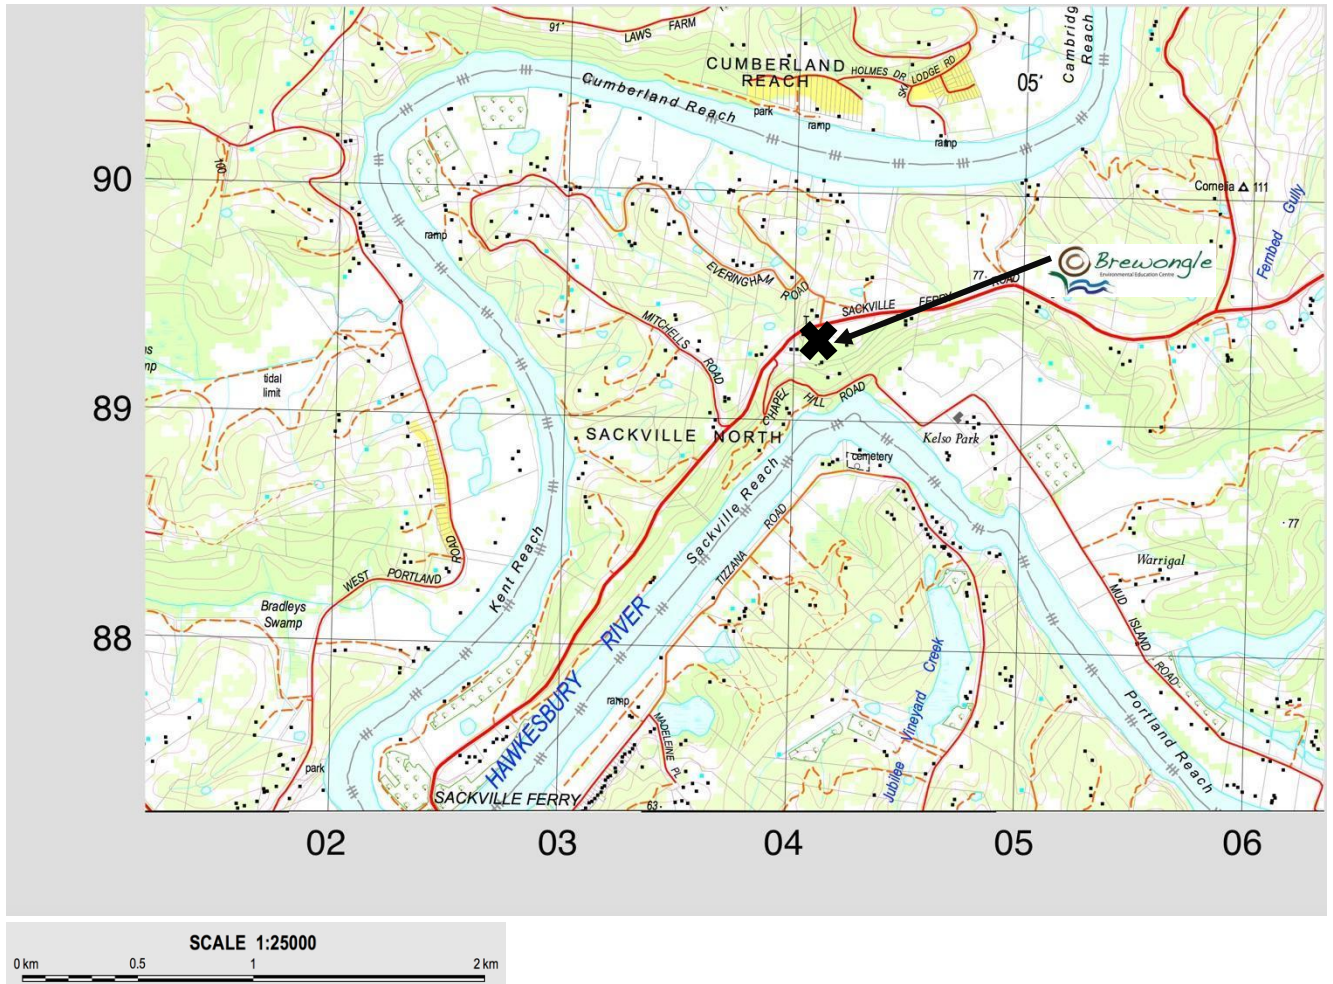 91
LAWS FARM
CUMBERLAND
REACH
HOLMES DR
SKI LODGE RD
Cambridg
Reach
05
Cumberland Reach
park
ramp
ramp
100
90
Cornelia 111
Fernbed Gully
ramp
EVERINGHAM ROAD
Brewongle
Environmental Education Centre
77
SACKVILLE FERRY ROAD
T
MITCHELLS ROAD
tidal
limit
89
CHAPEL HILL ROAD
SACKVILLE NORTH
Kelso Park
cemetery
Sackville Reach
TIZZANA ROAD
77
Kent Reach
WEST PORTLAND ROAD
Warrigal
Bradleys
Swamp
MUD ISLAND ROAD
88
HAWKESBURY RIVER
Jubilee Vineyard Creek
Portland Reach
ramp
MADELEINE PL
park
SACKVILLE FERRY
63
02 03 04 05 06
SCALE 1:25000
0 km 0.5 1 2 km